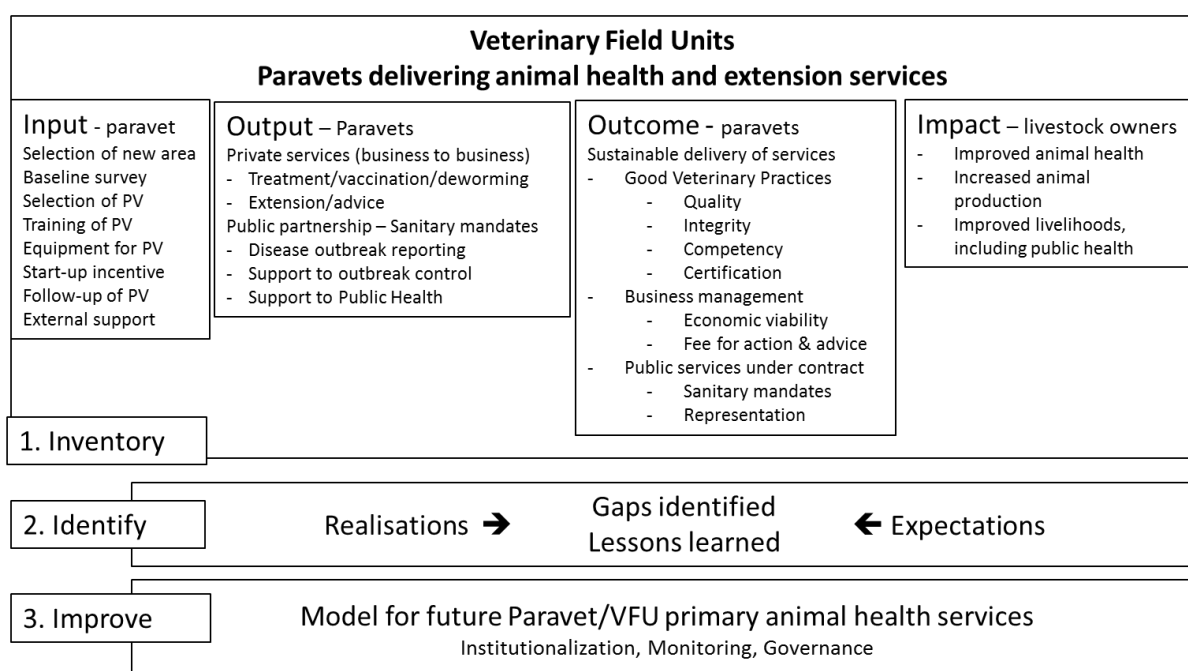 Veterinary Field Units
Paravets delivering animal health and extension services
Input - paravet
Selection of new area
Baseline survey
Selection of PV
Training of PV
Equipment for PV
Start-up incentive
Follow-up of PV
External support
Output – Paravets
Private services (business to business)
- Treatment/vaccination/deworming
- Extension/advice
Public partnership – Sanitary mandates
- Disease outbreak reporting
- Support to outbreak control
- Support to Public Health
Outcome - paravets
Sustainable delivery of services
- Good Veterinary Practices
- Quality
- Integrity
- Competency
- Certification
- Business management
- Economic viability
- Fee for action & advice
- Public services under contract
- Sanitary mandates
- Representation
Impact – livestock owners
- Improved animal health
- Increased animal
production
- Improved livelihoods,
including public health
1. Inventory
2. Identify
Realisations →
Gaps identified
Lessons learned
← Expectations
3. Improve
Model for future Paravet/VFU primary animal health services
Institutionalization, Monitoring, Governance